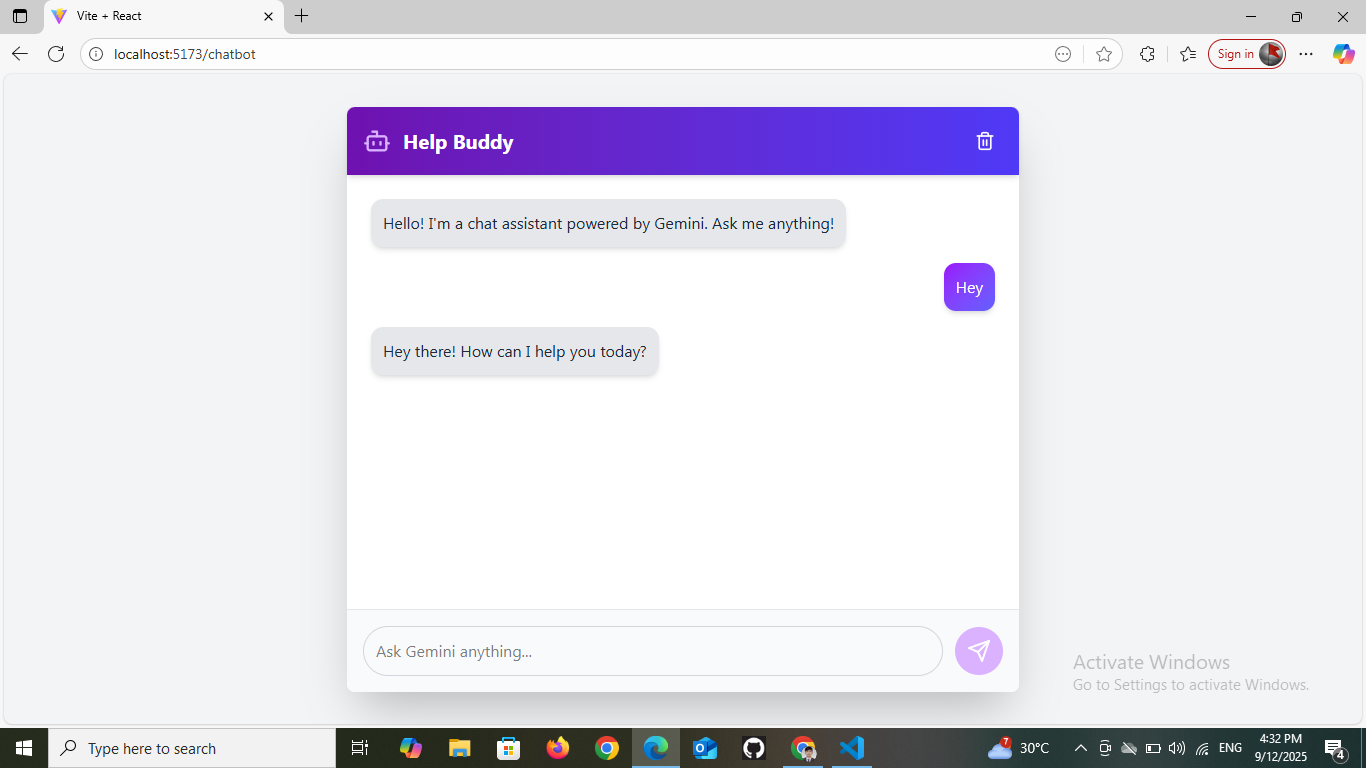 Vite + React
localhost:5173/chatbot
Sign in
Help Buddy
Hello! I'm a chat assistant powered by Gemini. Ask me anything!
Hey
Hey there! How can I help you today?
Ask Gemini anything...
Activate Windows
Go to Settings to activate Windows.
Type here to search
7
30°C
ENG
4:32 PM
9/12/2025
4